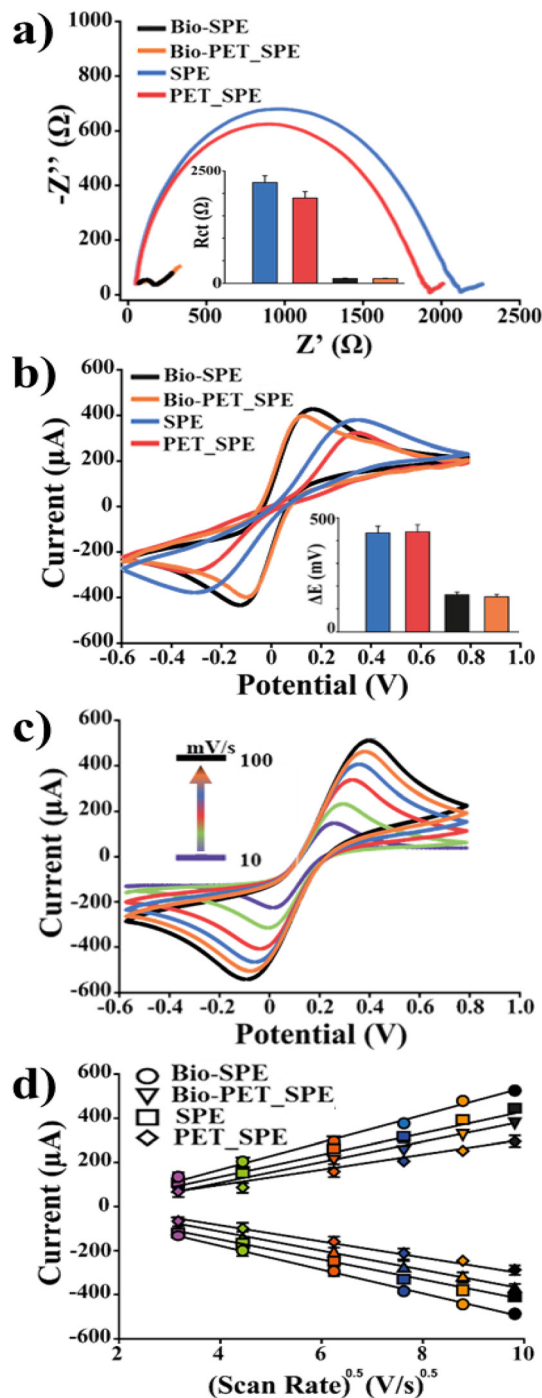 a)
Bio-SPE
Bio-PET_SPE
SPE
PET_SPE
1000
800
600
400
200
0
-Z’’ (Ω)
2500
0
Rct (Ω)
0 500 1000 1500 2000 2500
Z’ (Ω)
b)
600
400
200
0
-200
-400
-600
Current (µA)
Bio-SPE
Bio-PET_SPE
SPE
PET_SPE
500
0
ΔE (mV)
-0.6 -0.4 -0.2 0 0.2 0.4 0.6 0.8 1.0
Potential (V)
c)
600
400
200
0
-200
-400
-600
Current (µA)
mV/s
100
10
-0.6 -0.4 -0.2 0 0.2 0.4 0.6 0.8 1.0
Potential (V)
d)
600
400
200
0
-200
-400
-600
Current (µA)
Bio-SPE
Bio-PET_SPE
SPE
PET_SPE
2 4 6 8 10
(Scan Rate)^0.5 (V/s)^0.5